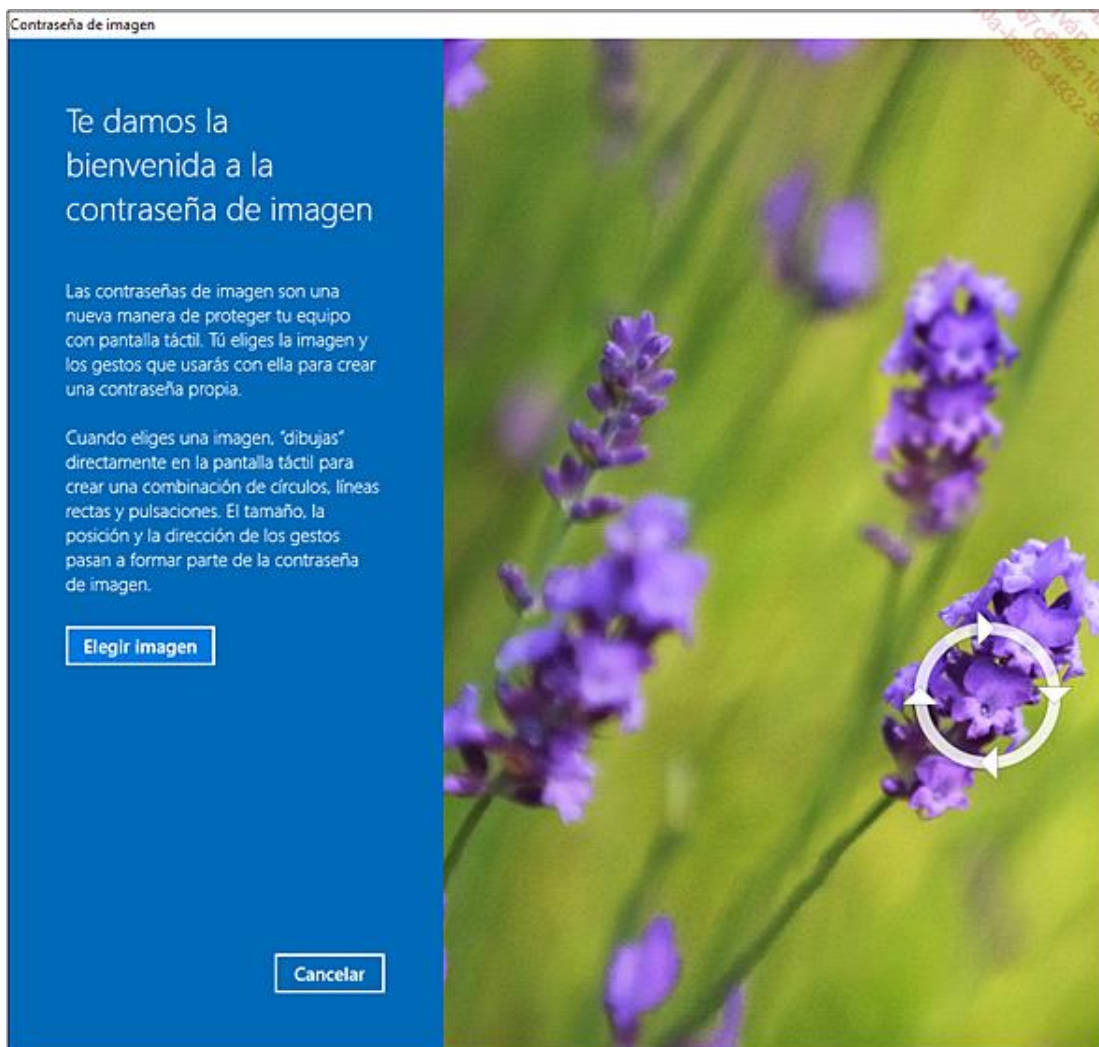 Contraseña de imagen
Te damos la
bienvenida a la
contraseña de imagen
Las contraseñas de imagen son una
nueva manera de proteger tu equipo
con pantalla táctil. Tú eliges la imagen y
los gestos que usarás con ella para crear
una contraseña propia.
Cuando eliges una imagen, "dibujas"
directamente en la pantalla táctil para
crear una combinación de círculos, líneas
rectas y pulsaciones. El tamaño, la
posición y la dirección de los gestos
pasan a formar parte de la contraseña
de imagen.
Elegir imagen
Cancelar